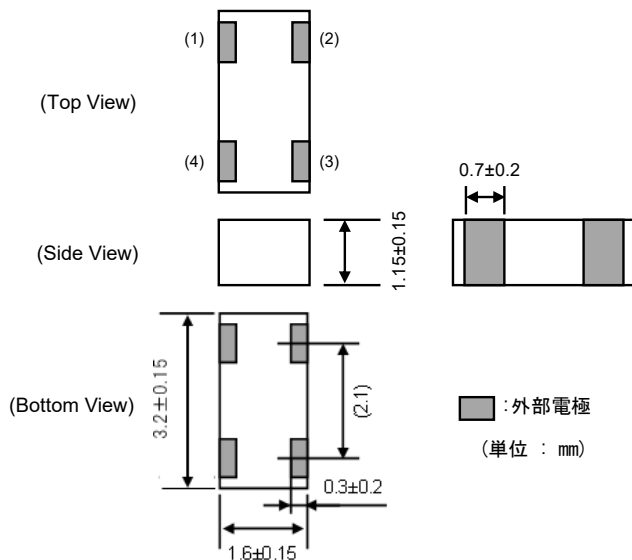 (1)
(2)
(Top View)
(4)
(3)
0.7±0.2
(Side View)
1.15±0.15
(Bottom View)
3.2±0.15
(2.1)
:外部電極
(単位 : mm)
0.3±0.2
1.6±0.15